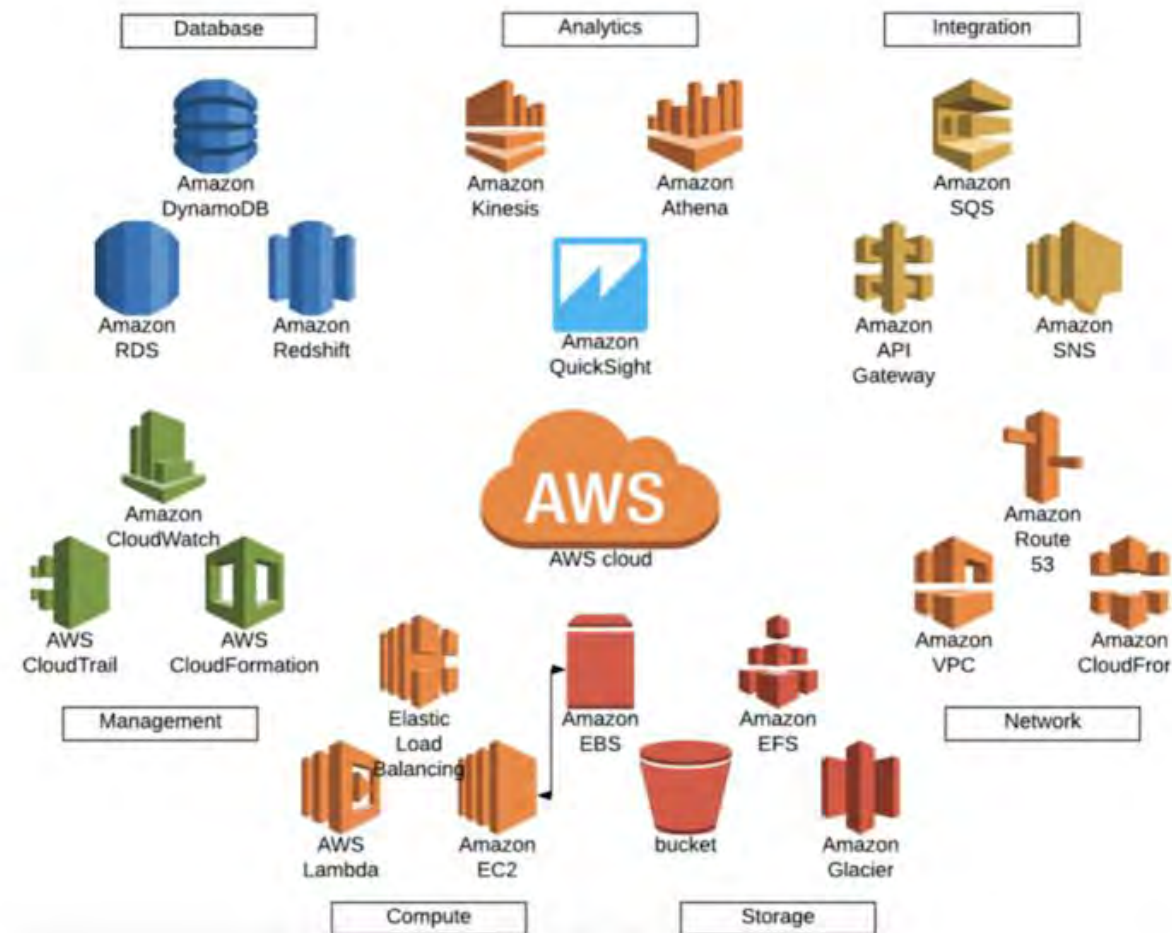 Database
Analytics
Integration
Amazon
DynamoDB
Amazon
Kinesis
Amazon
Athena
Amazon
SQS
Amazon
RDS
Amazon
Redshift
Amazon
QuickSight
Amazon
API
Gateway
Amazon
SNS
Amazon
CloudWatch
AWS
AWS cloud
Amazon
Route
53
AWS
CloudTrail
AWS
CloudFormation
Amazon
VPC
Amazon
CloudFror
Management
Elastic
Load
Balancing
Amazon
EBS
Amazon
EFS
Network
AWS
Lambda
Amazon
EC2
bucket
Amazon
Glacier
Compute
Storage